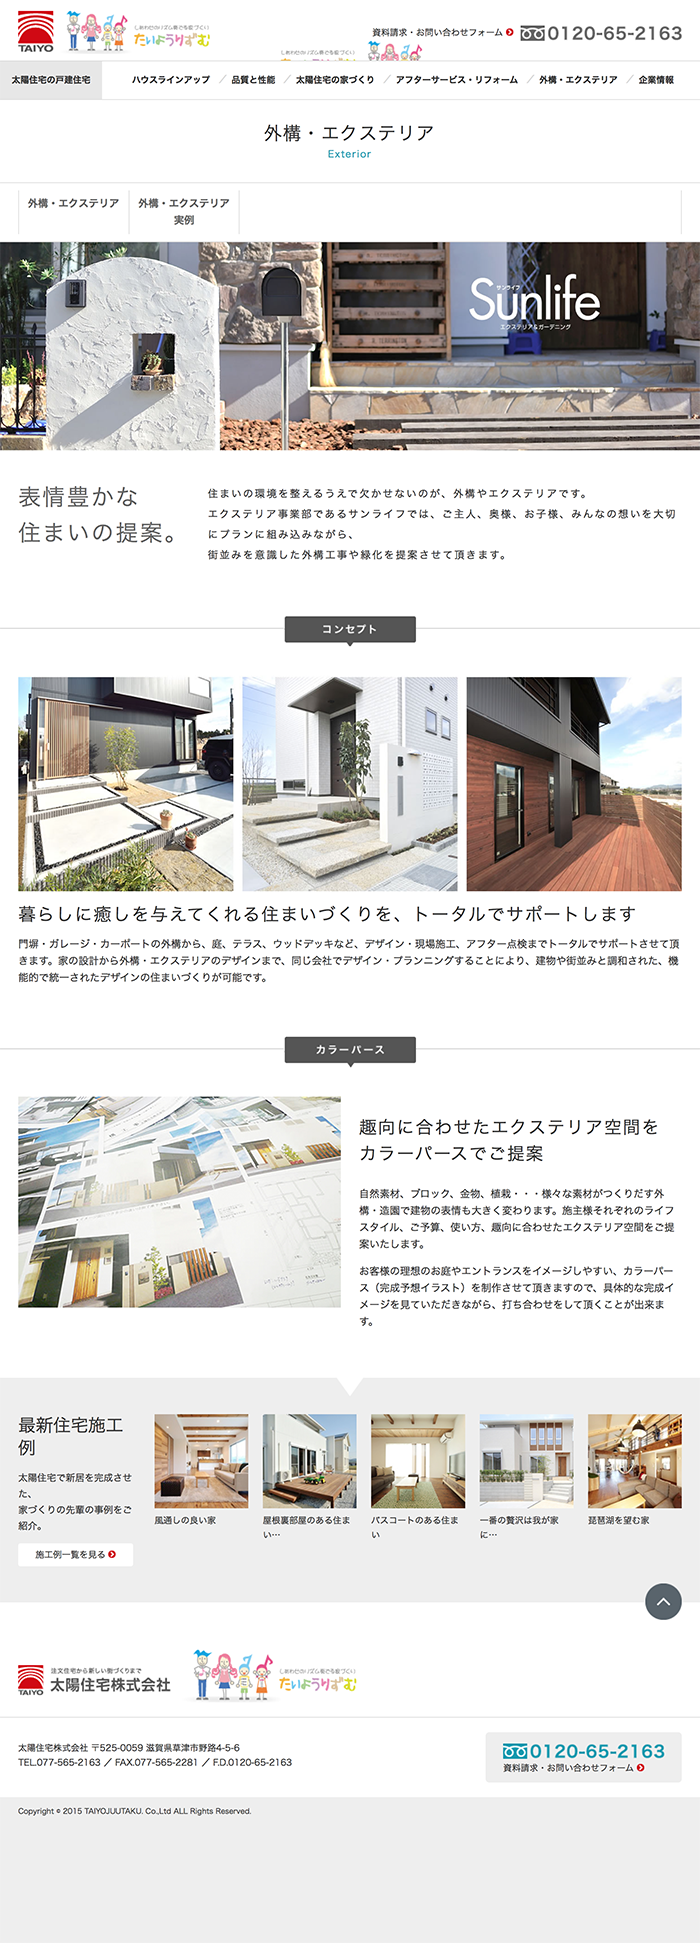 TAIYO
しあわせのリズム奏でる家づくり
たいようりずむ
資料請求・お問い合わせフォーム
0120-65-2163
太陽住宅の戸建住宅
ハウスラインアップ
品質と性能
太陽住宅の家づくり
アフターサービス・リフォーム
外構・エクステリア
企業情報
外構・エクステリア
Exterior
外構・エクステリア
外構・エクステリア
実例
サンライフ
Sunlife
エクステリア&ガーデニング
表情豊かな
住まいの提案。
住まいの環境を整えるうえで欠かせないのが、外構やエクステリアです。
エクステリア事業部であるサンライフでは、ご主人、奥様、お子様、みんなの想いを大切
にプランに組み込みながら、
街並みを意識した外構工事や緑化を提案させて頂きます。
コンセプト
暮らしに癒しを与えてくれる住まいづくりを、トータルでサポートします
門塀・ガレージ・カーポートの外構から、庭、テラス、ウッドデッキなど、デザイン・現場施工、アフター点検までトータルでサポートさせて頂
きます。家の設計から外構・エクステリアのデザインまで、同じ会社でデザイン・プランニングすることにより、建物や街並みと調和された、機
能的で統一されたデザインの住まいづくりが可能です。
カラーパース
趣向に合わせたエクステリア空間を
カラーパースでご提案
自然素材、ブロック、金物、植栽・・・様々な素材がつくりだす外
構・造園で建物の表情も大きく変わります。施主様それぞれのライフ
スタイル、ご予算、使い方、趣向に合わせたエクステリア空間をご提
案いたします。
お客様の理想のお庭やエントランスをイメージしやすい、カラーパー
ス（完成予想イラスト）を制作させて頂きますので、具体的な完成イ
メージを見ていただきながら、打ち合わせをして頂くことが出来ま
す。
最新住宅施工
例
太陽住宅で新居を完成させ
た、
家づくりの先輩の事例をご
紹介。
施工例一覧を見る
風通しの良い家
屋根裏部屋のある住ま
い…
バスコートのある住ま
い
一番の贅沢は我が家
に…
琵琶湖を望む家
TAIYO
注文住宅から新しい街づくりまで
太陽住宅株式会社
しあわせのリズム奏でる家づくり
たいようりずむ
太陽住宅株式会社 〒525-0059 滋賀県草津市野路4-5-6
TEL.077-565-2163 ／ FAX.077-565-2281 ／ F.D.0120-65-2163
0120-65-2163
資料請求・お問い合わせフォーム
Copyright © 2015 TAIYOJUUTAKU. Co.,Ltd ALL Rights Reserved.